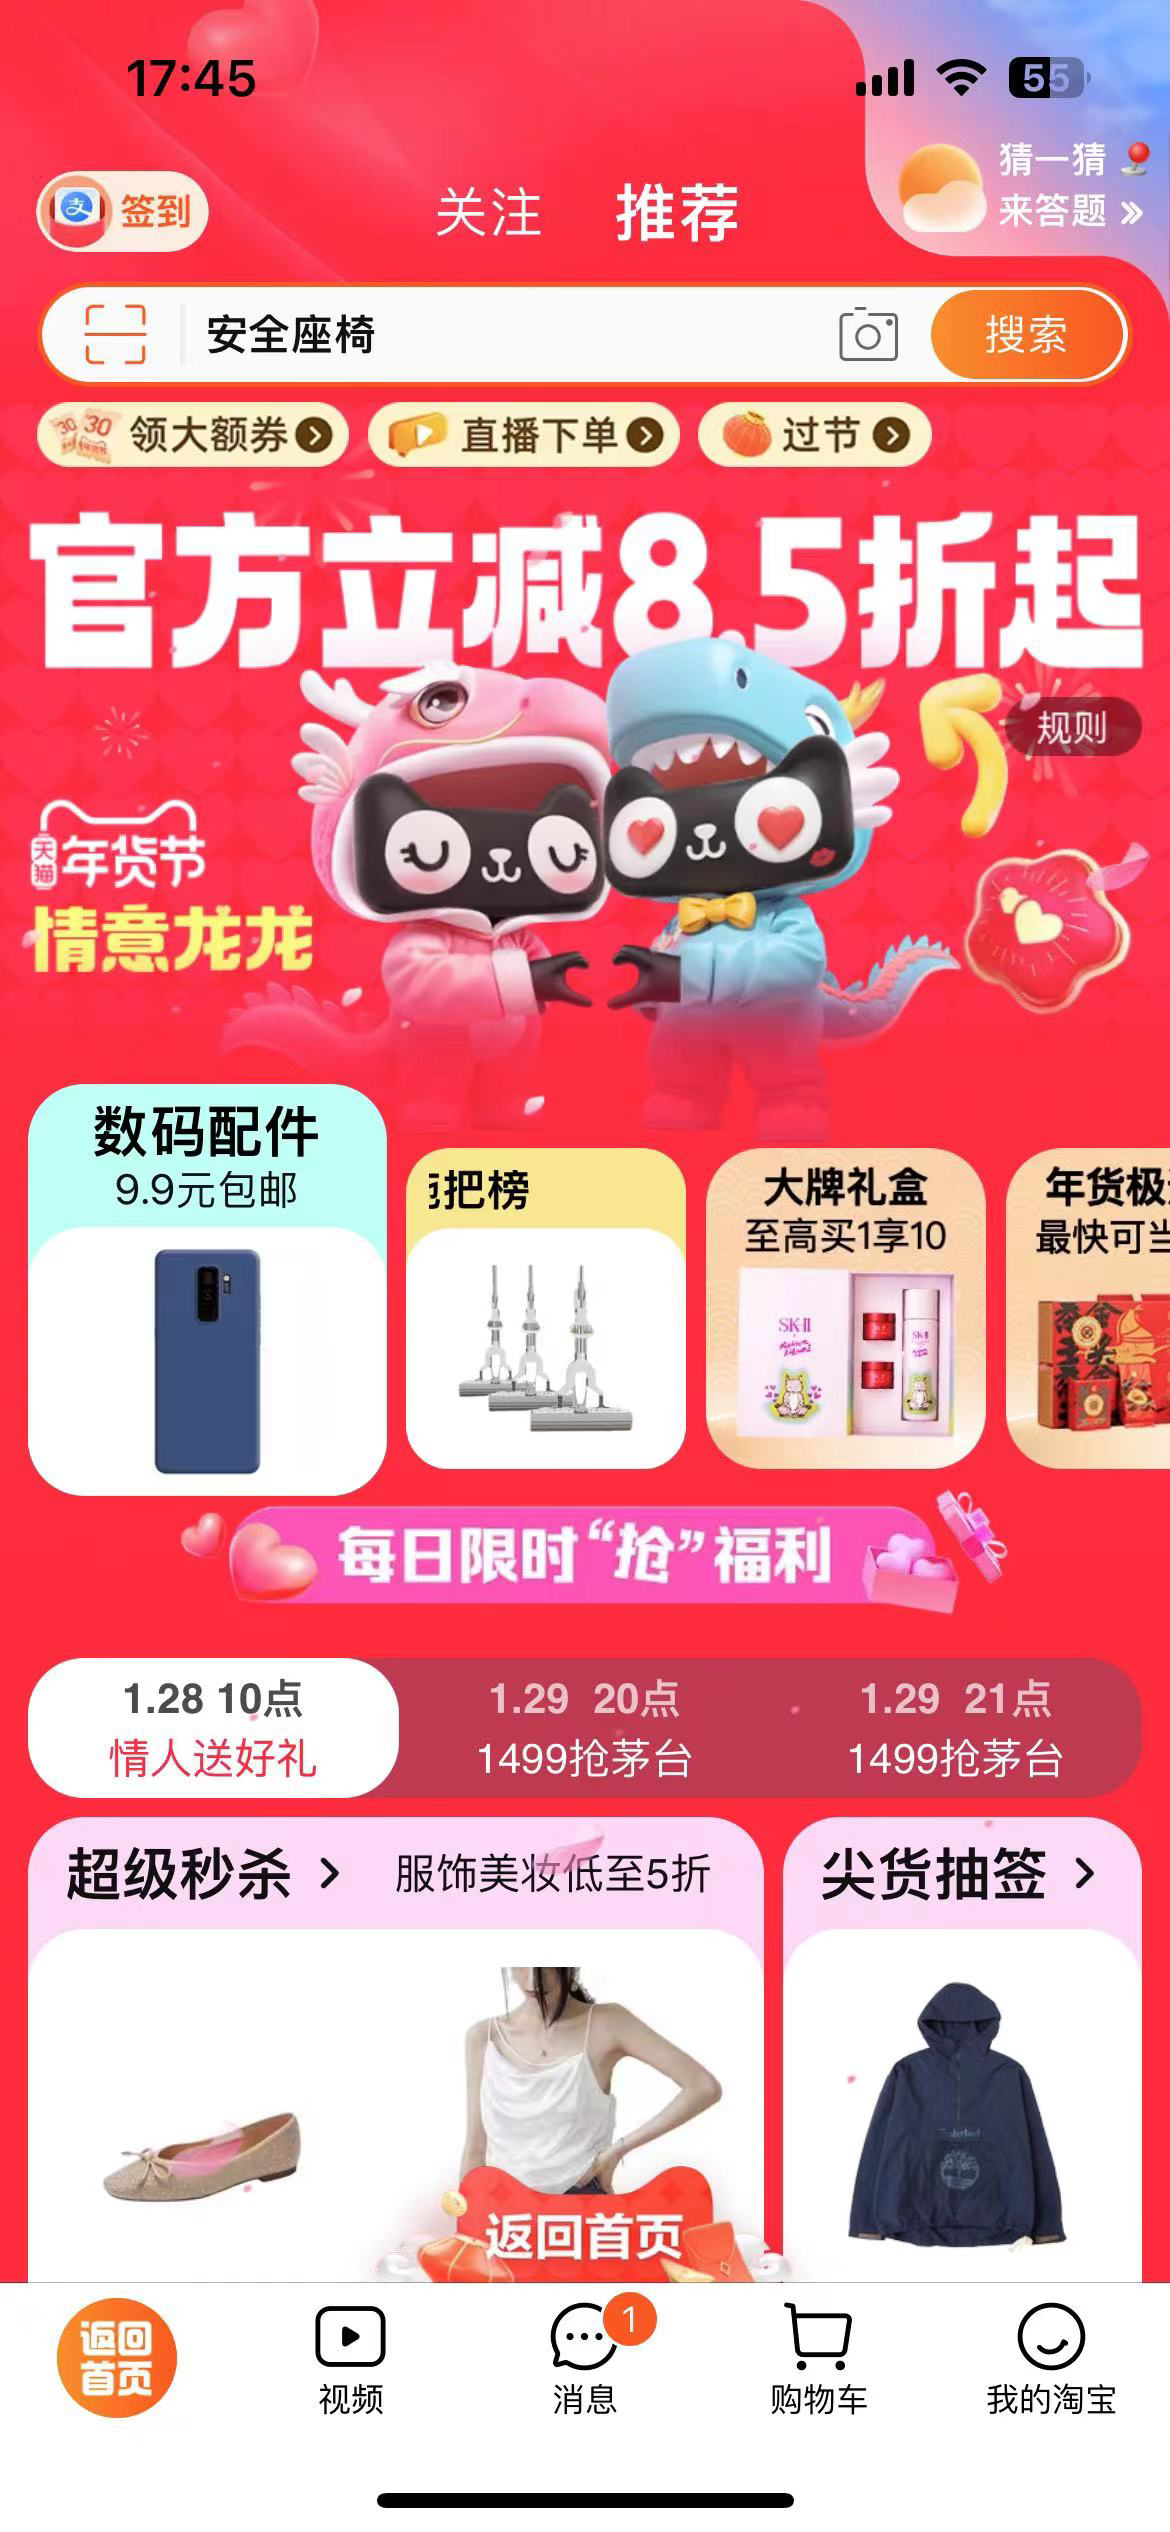 17:45
55
签到
关注
推荐
猜一猜
来答题
安全座椅
搜索
30 30
领大额券
直播下单
过节
官方立减8.5折起
规则
天猫
年货节
情意龙龙
数码配件
9.9元包邮
把榜
大牌礼盒
至高买1享10
SK-II
SK-II
年货极
最快可当
每日限时“抢”福利
1.28 10点
情人送好礼
1.29 20点
1499抢茅台
1.29 21点
1499抢茅台
超级秒杀
服饰美妆低至5折
尖货抽签
Timberland
返回首页
返回
首页
视频
1
消息
购物车
我的淘宝